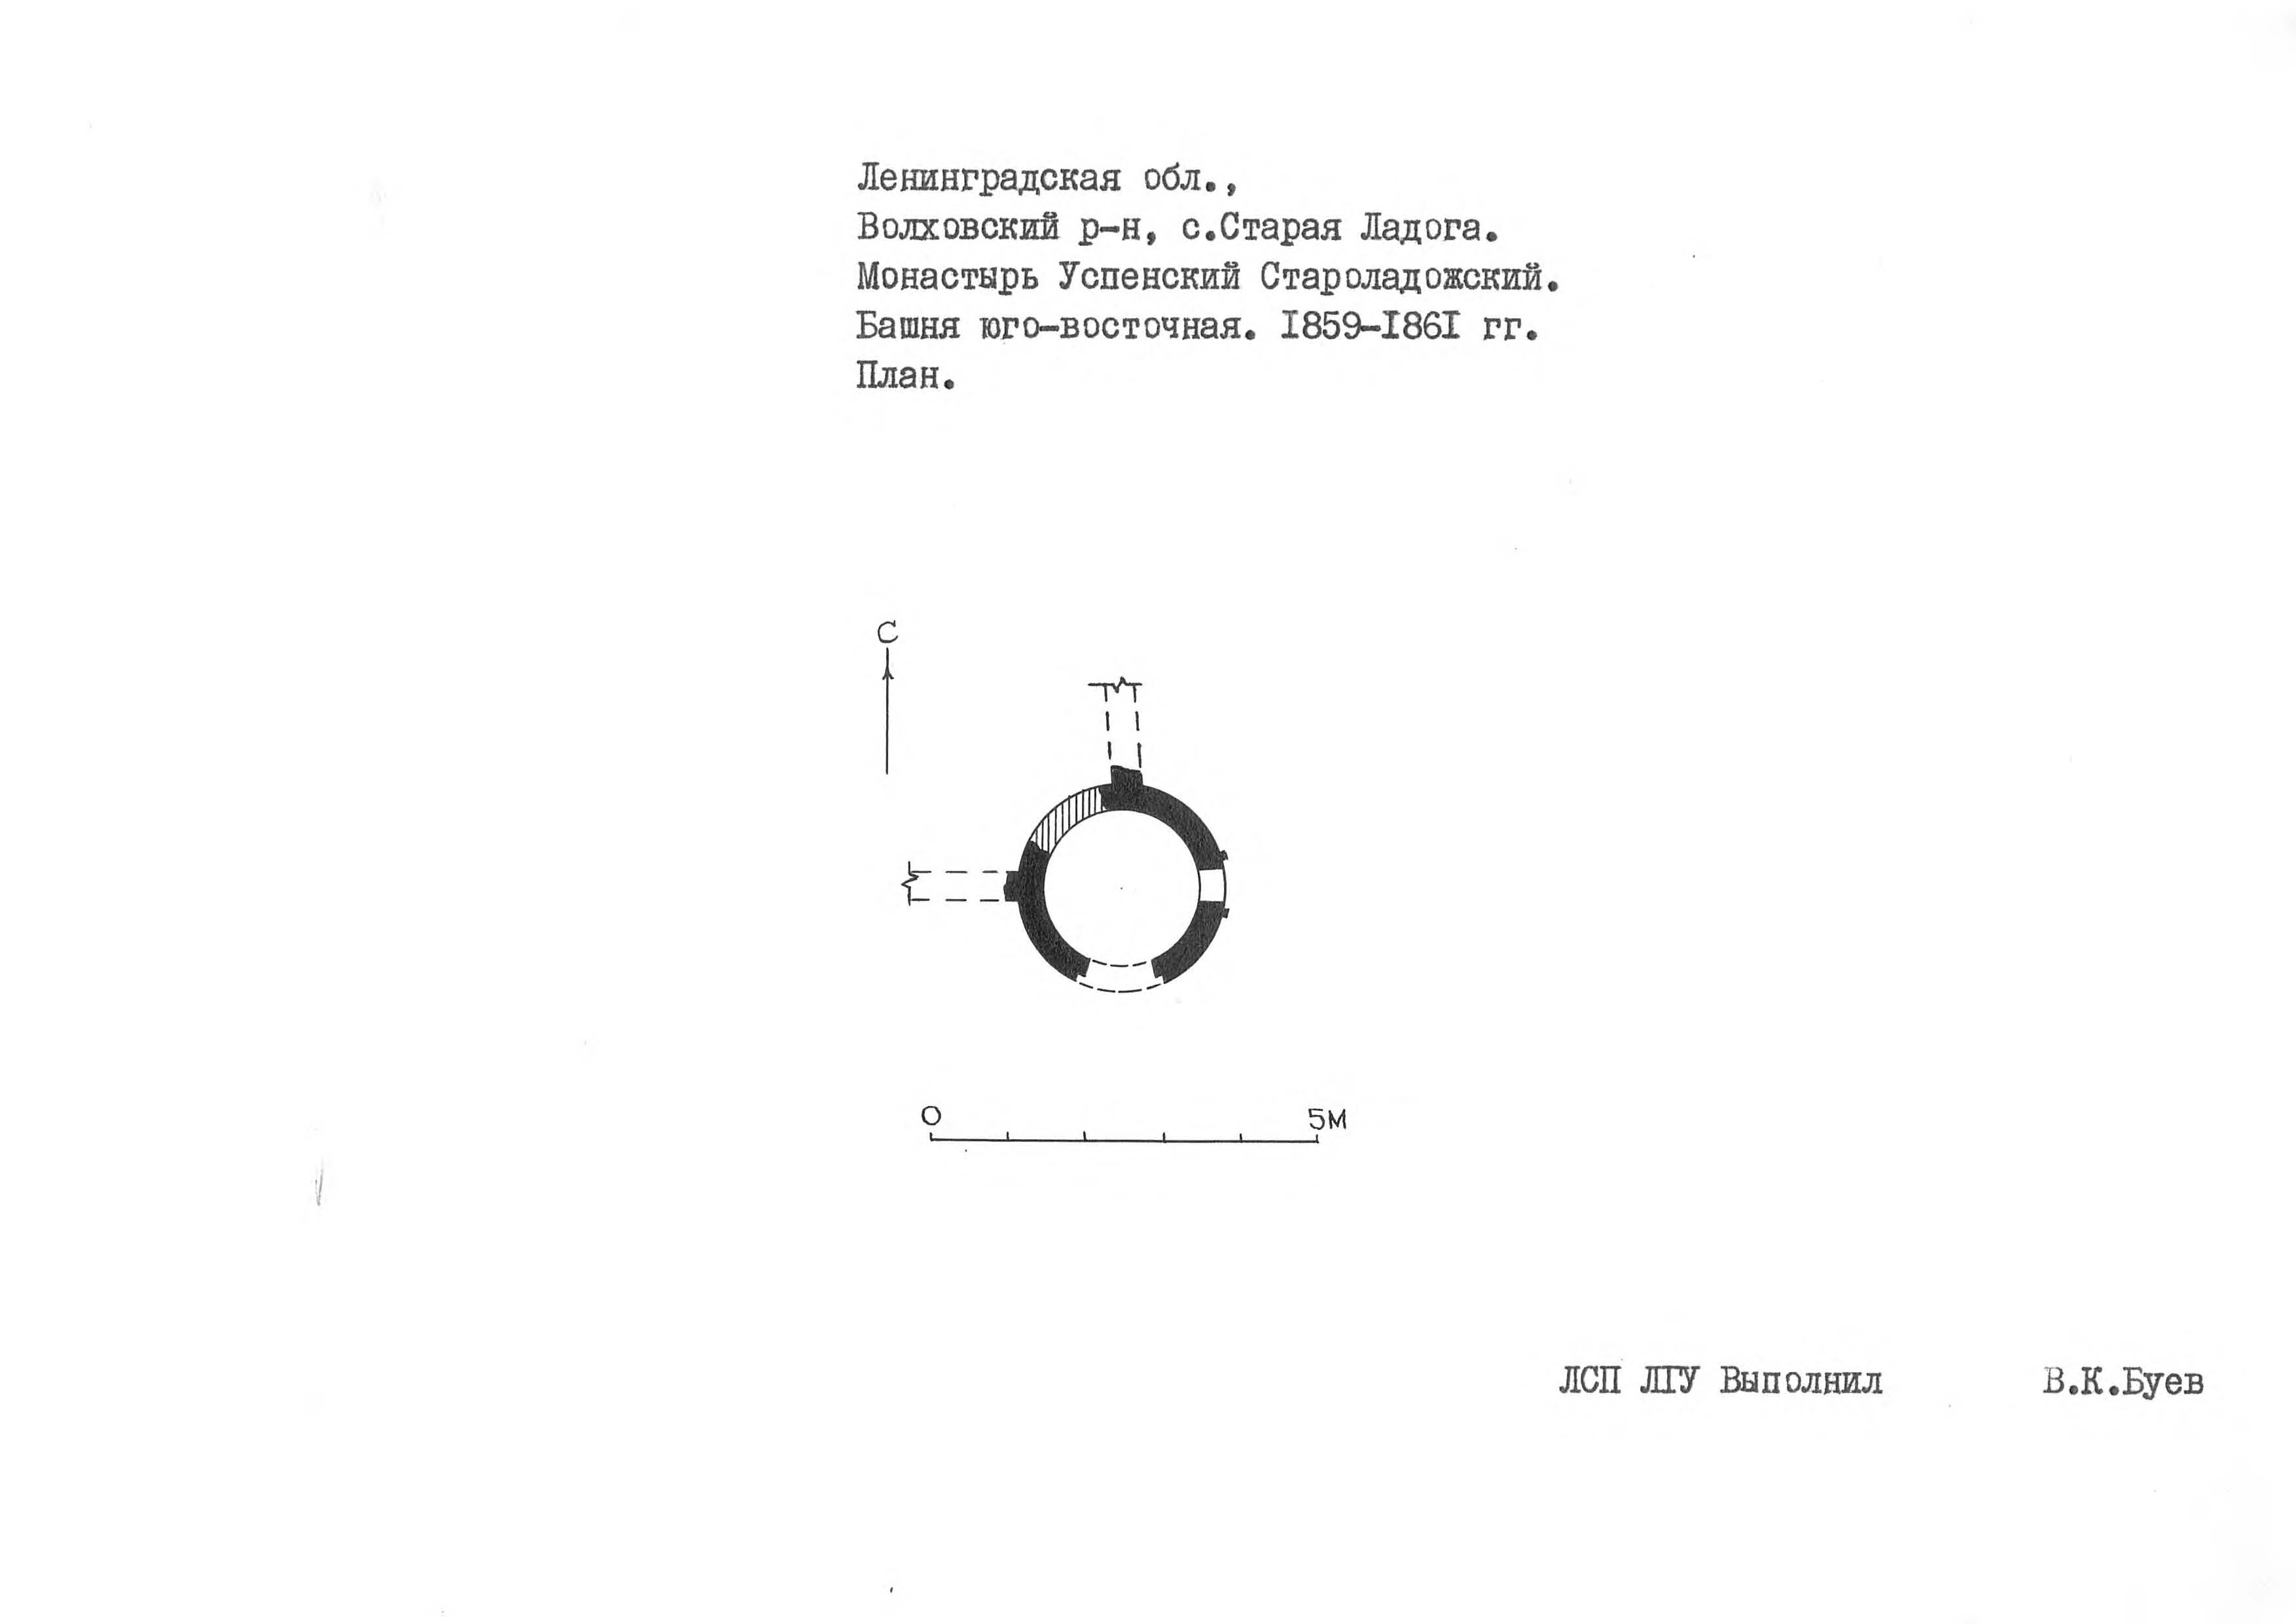 Ленинградская обл.,
Волховский р-н, с.Старая Ладога.
Монастырь Успенский Староладожский.
Башня юго-восточная. I859-I86I гг.
План.
С
0 5М
ЛСП ЛГУ Выполнил В.К.Буев